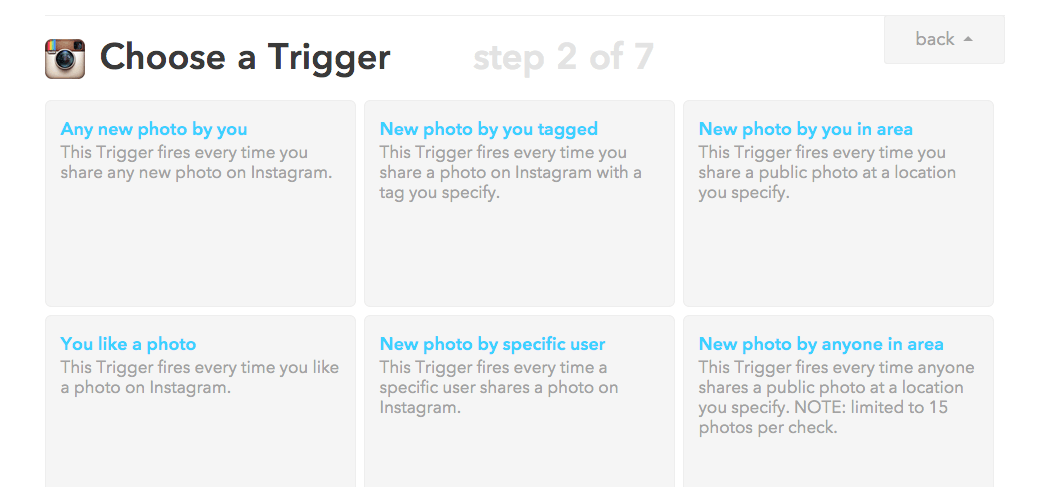 Choose a Trigger step 2 of 7 back
Any new photo by you
This Trigger fires every time you
share any new photo on Instagram.
New photo by you tagged
This Trigger fires every time you
share a photo on Instagram with a
tag you specify.
New photo by you in area
This Trigger fires every time you
share a public photo at a location
you specify.
You like a photo
This Trigger fires every time you like
a photo on Instagram.
New photo by specific user
This Trigger fires every time a
specific user shares a photo on
Instagram.
New photo by anyone in area
This Trigger fires every time anyone
shares a public photo at a location
you specify. NOTE: limited to 15
photos per check.